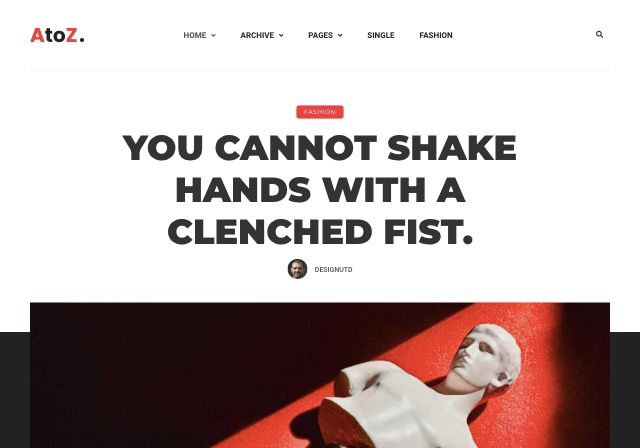 AtoZ.
HOME ARCHIVE PAGES SINGLE FASHION
FASHION
YOU CANNOT SHAKE
HANDS WITH A
CLENCHED FIST.
DESIGNUTD